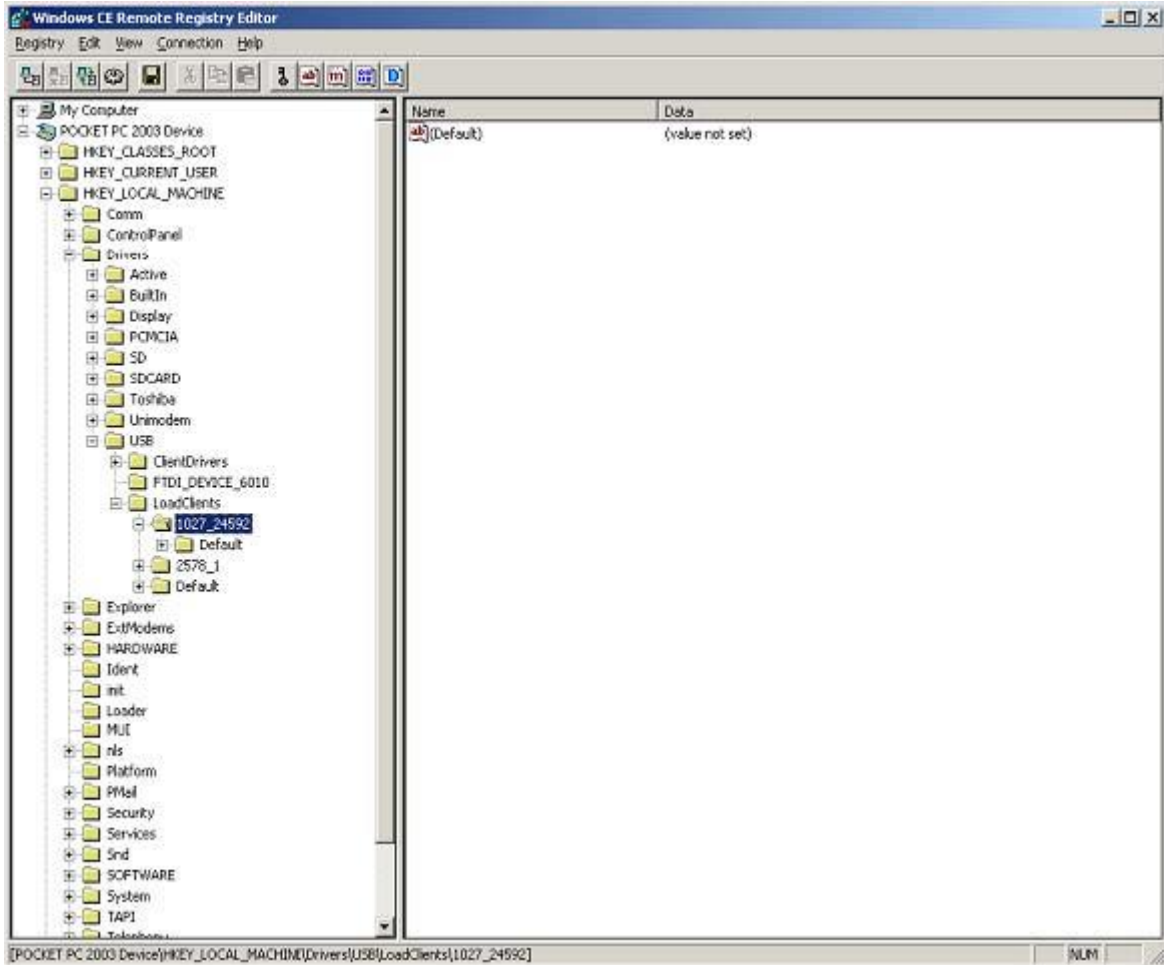 Windows CE Remote Registry Editor
Registry Edit View Connection Help
My Computer
Name Data
POCKET PC 2003 Device
(Default) (value not set)
HKEY_CLASSES_ROOT
HKEY_CURRENT_USER
HKEY_LOCAL_MACHINE
Comm
ControlPanel
Drivers
Active
BuiltIn
Display
PCMCIA
SD
SDCARD
Toshiba
Unimodem
USB
ClientDrivers
FTDI_DEVICE_6010
LoadClients
1027_24592
Default
2578_1
Default
Explorer
ExtModems
HARDWARE
Ident
init
Loader
MUI
nls
Platform
PMail
Security
Services
Snd
SOFTWARE
System
TAPI
Telephony
[POCKET PC 2003 Device\HKEY_LOCAL_MACHINE\Drivers\USB\LoadClients\1027_24592] NUM